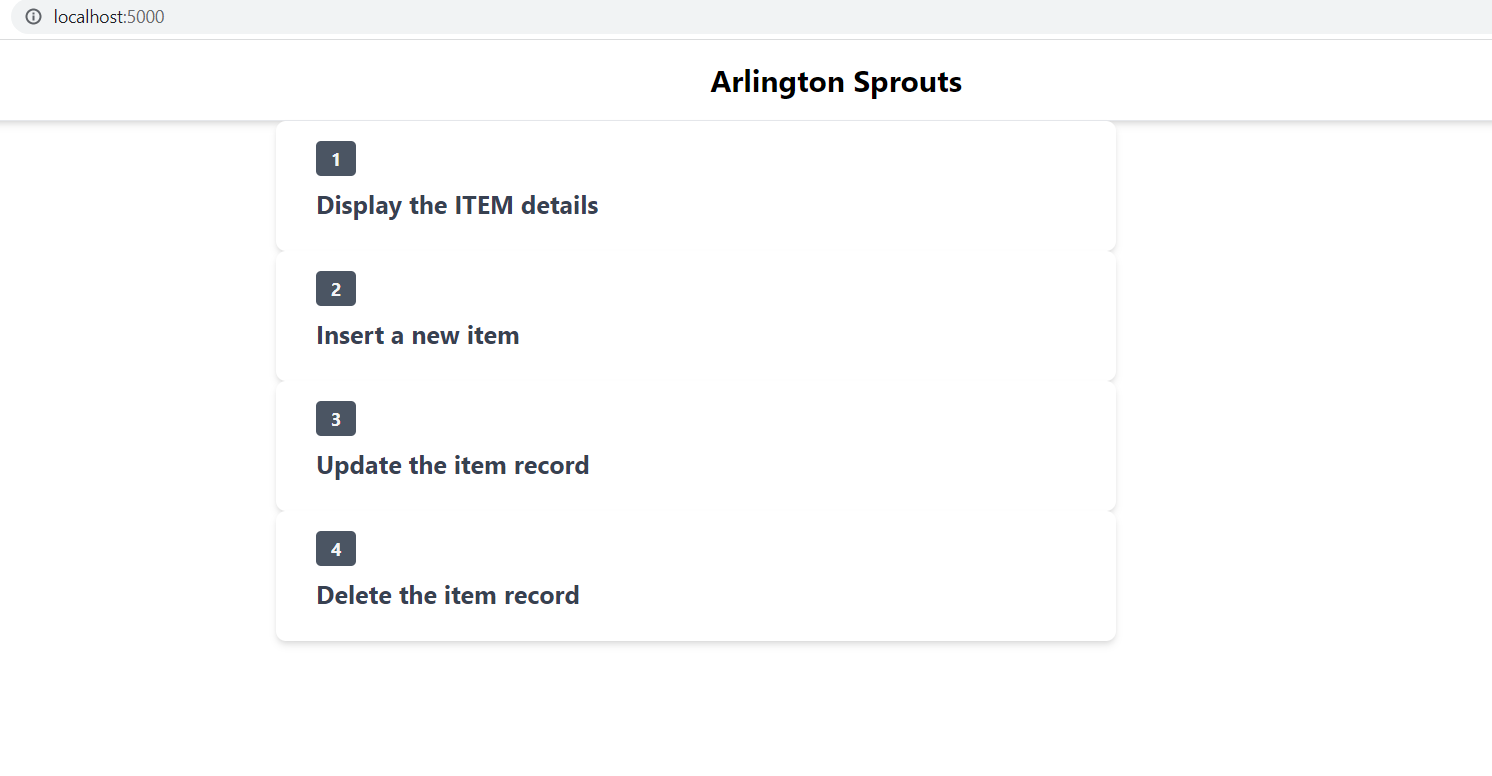 localhost:5000
Arlington Sprouts
1
Display the ITEM details
2
Insert a new item
3
Update the item record
4
Delete the item record